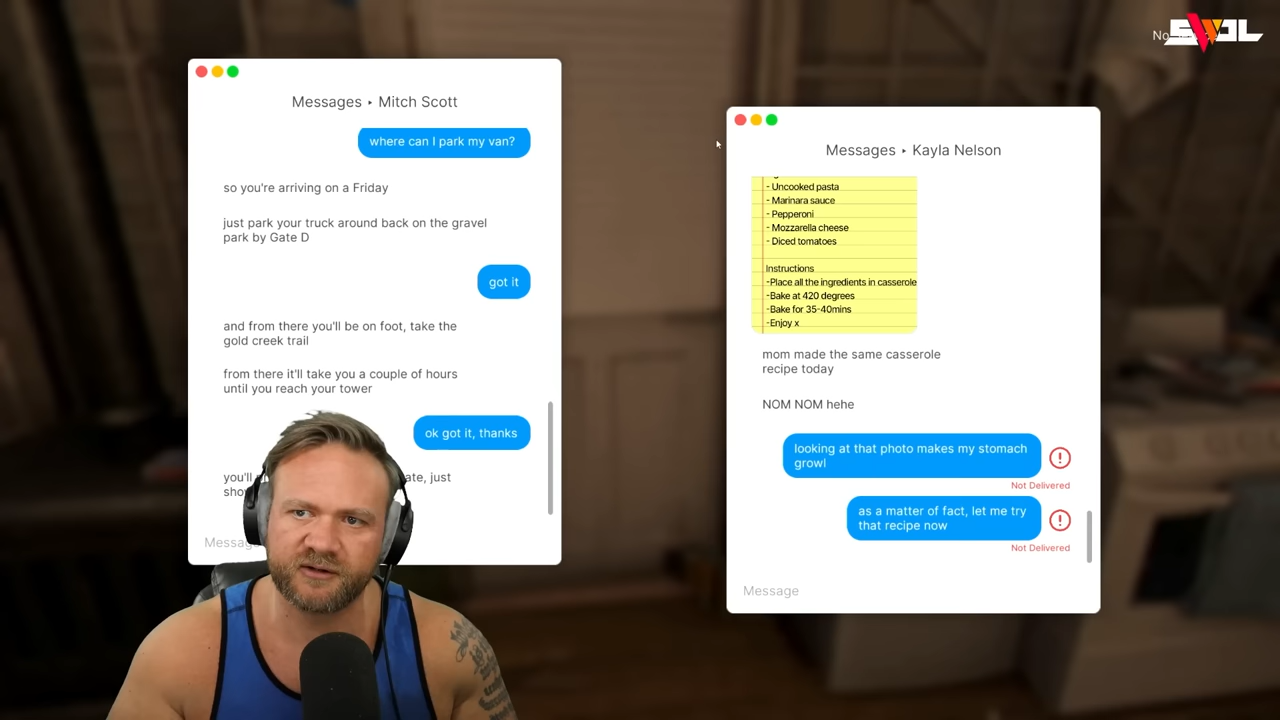 SWOL
No
Messages ▸ Mitch Scott
where can I park my van?
so you're arriving on a Friday
just park your truck around back on the gravel
park by Gate D
got it
and from there you'll be on foot, take the
gold creek trail
from there it'll take you a couple of hours
until you reach your tower
ok got it, thanks
you'll
ate, just
Messages ▸ Kayla Nelson
- Uncooked pasta
- Marinara sauce
- Pepperoni
- Mozzarella cheese
- Diced tomatoes
Instructions
-Place all the ingredients in casserole
-Bake at 420 degrees
-Bake for 35-40mins
-Enjoy x
mom made the same casserole
recipe today
NOM NOM hehe
looking at that photo makes my stomach
growl
Not Delivered
as a matter of fact, let me try
that recipe now
Not Delivered
Message